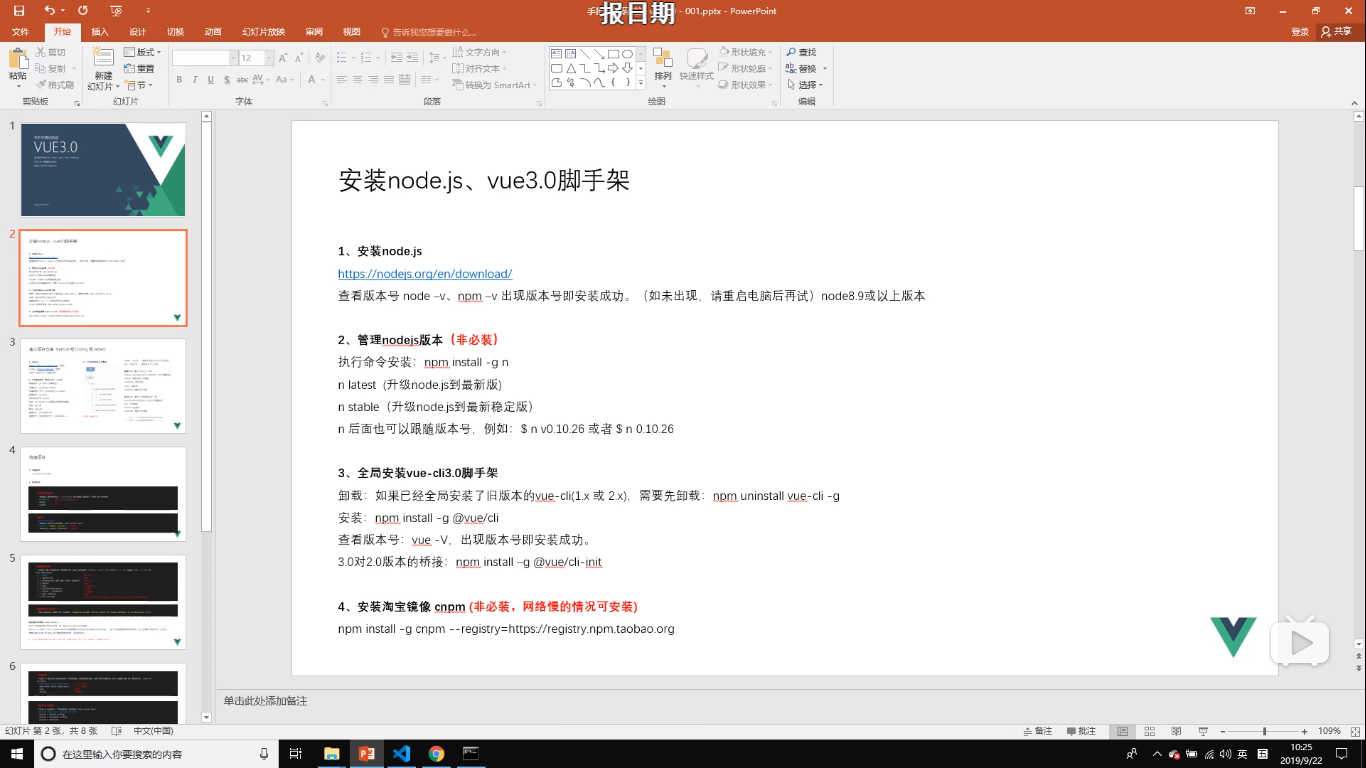 报日期
- 001.pptx - PowerPoint
文件 开始 插入 设计 切换 动画 幻灯片放映 审阅 视图 告诉我您想要做什么... 登录 共享
粘贴 剪切 复制 格式刷 剪贴板
新建 幻灯片 版式 重置 节 幻灯片
12 字体
文字方向 对齐文本 转换为 SmartArt 段落
排列 快速样式 形状填充 形状轮廓 形状效果 绘图
查找 替换 选择 编辑
1
VUE3.0
2
3
4
5
6
安装node.js、vue3.0脚手架
1、安装node.js
https://nodejs.org/en/download/
查看版本号 node –v、npm –v，出现版本号即安装成功。（如未出现，请重启电脑后再试）node8.9或以上版本
2、管理nodejs版本（非必装）
执行命令安装：npm install -g n
n latest（升级node.js到最新版）
n stable（升级node.js到最新稳定版）
n 后面也可以跟随版本号，例如：$ n v0.10.26 或者 $ n 0.10.26
3、全局安装vue-cli3.0脚手架
卸载：如果已经全局安装了旧版本的vue-cli(1.x 或 2.x)，需要先卸载：npm uninstall vue-cli -g
安装：npm install -g @vue/cli
查看版本号：vue -V，出现版本号即安装成功。
3.0对2.0版本的桥接：npm install –g @vue/cli-init
4、安装淘宝镜像 cnpm (非必装，网络慢的情况可安装)
npm install -g cnpm --registry=https://registry.npm.taobao.org
单击此处添加备注
幻灯片 第 2 张，共 8 张 中文(中国) 备注 批注 109%
在这里输入你要搜索的内容
英
10:25
2019/9/22